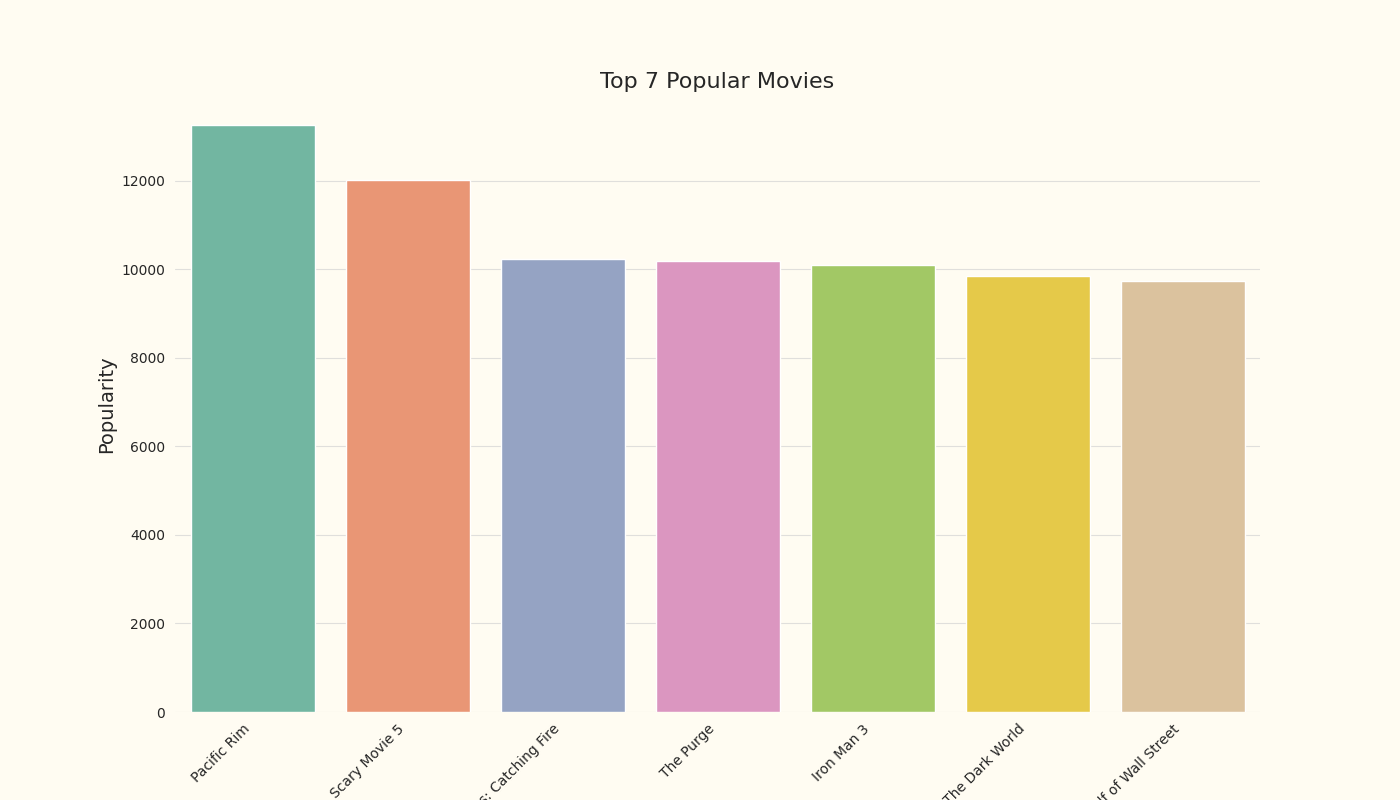 Top 7 Popular Movies
Popularity
12000
10000
8000
6000
4000
2000
0
Pacific Rim
Scary Movie 5
s: Catching Fire
The Purge
Iron Man 3
The Dark World
lf of Wall Street